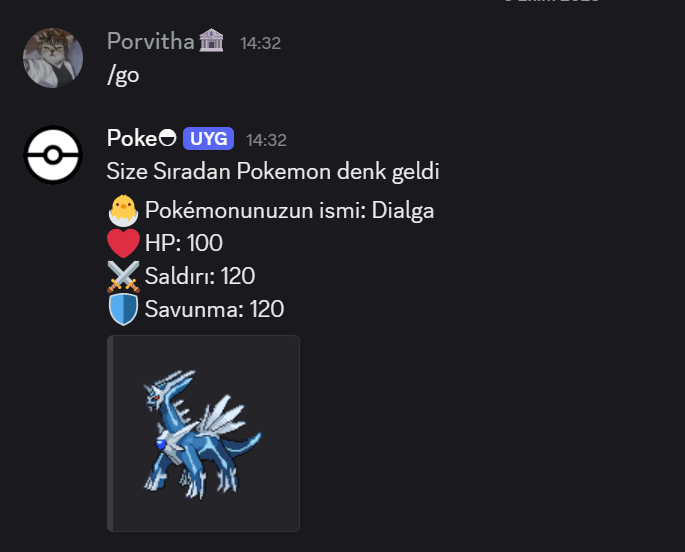 Porvitha🏛️ 14:32
/go
Poke◓ UYG 14:32
Size Sıradan Pokemon denk geldi
🐣 Pokémonunuzun ismi: Dialga
❤️ HP: 100
⚔️ Saldırı: 120
🛡️ Savunma: 120